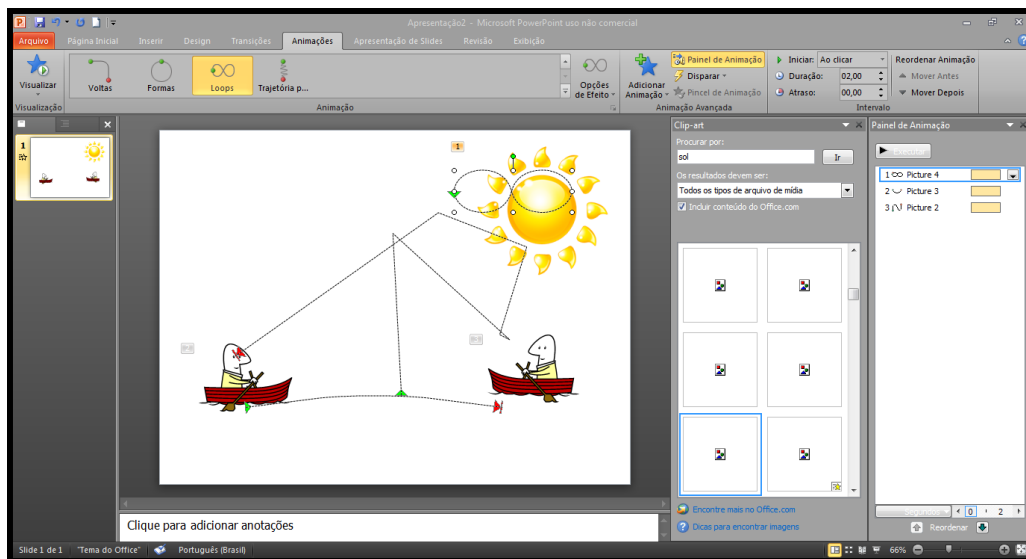 Apresentação2 - Microsoft PowerPoint uso não comercial
Arquivo Página Inicial Inserir Design Transições Animações Apresentação de Slides Revisão Exibição
Visualizar
Voltas Formas Loops Trajetória p...
Opções de Efeito
Adicionar Animação
Painel de Animação
Disparar
Pincel de Animação
Iniciar: Ao clicar
Duração: 02,00
Atraso: 00,00
Reordenar Animação
Mover Antes
Mover Depois
Visualização Animação Animação Avançada Intervalo
1
1
Clip-art
Procurar por:
sol Ir
Os resultados devem ser:
Todos os tipos de arquivo de mídia
Incluir conteúdo do Office.com
Encontre mais no Office.com
Dicas para encontrar imagens
Painel de Animação
1 Picture 4
2 Picture 3
3 Picture 2
0 2
Reordenar
Clique para adicionar anotações
Slide 1 de 1 "Tema do Office" Português (Brasil) 66%